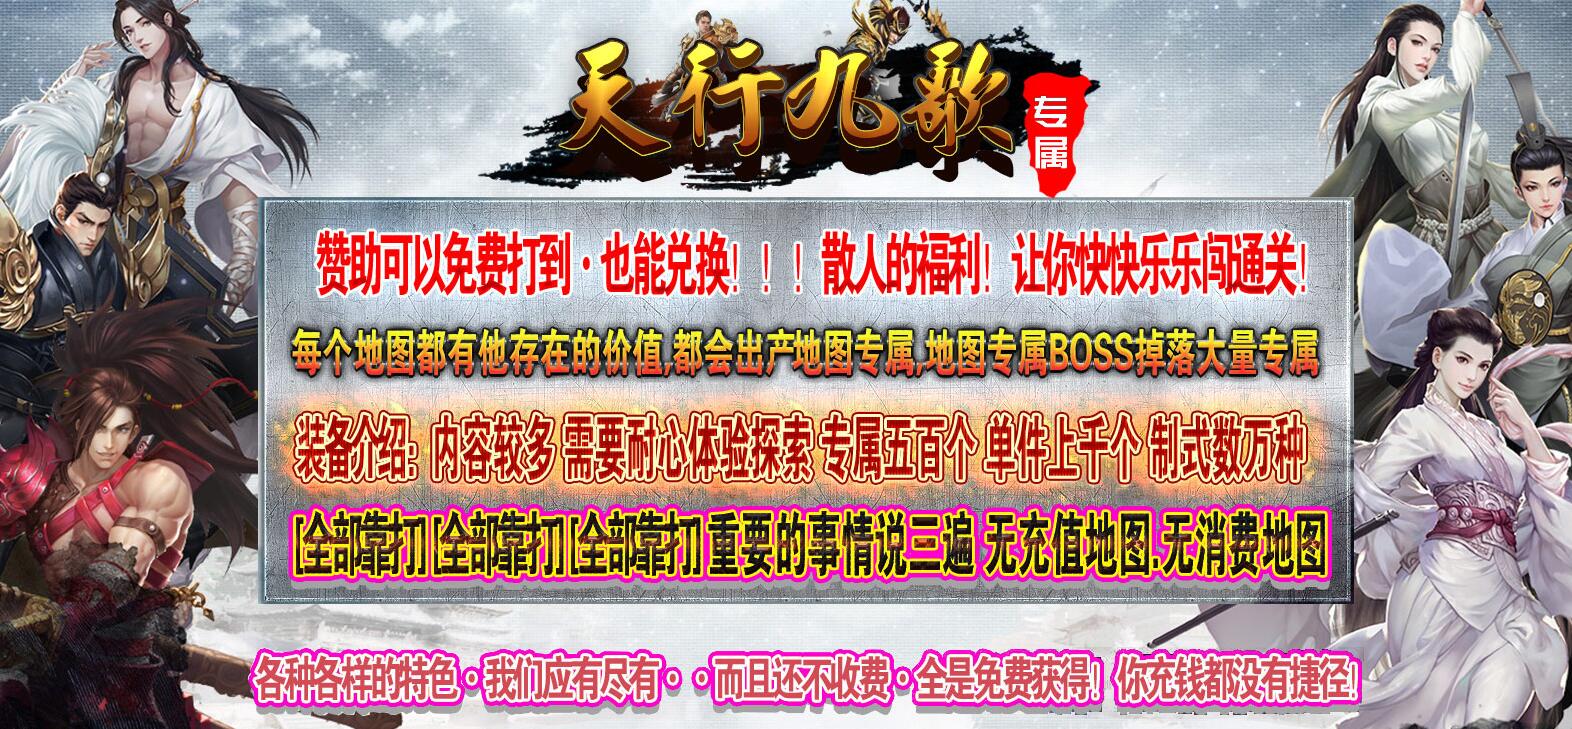 天行九歌
专属
赞助可以免费打到·也能兑换！！！散人的福利！让你快快乐乐闯通关！
每个地图都有他存在的价值,都会出产地图专属,地图专属BOSS掉落大量专属
装备介绍：内容较多 需要耐心体验探索 专属五百个 单件上千个 制式数万种
[全部靠打][全部靠打][全部靠打]重要的事情说三遍 无充值地图.无消费地图
各种各样的特色·我们应有尽有··而且还不收费·全是免费获得！你充钱都没有捷径！